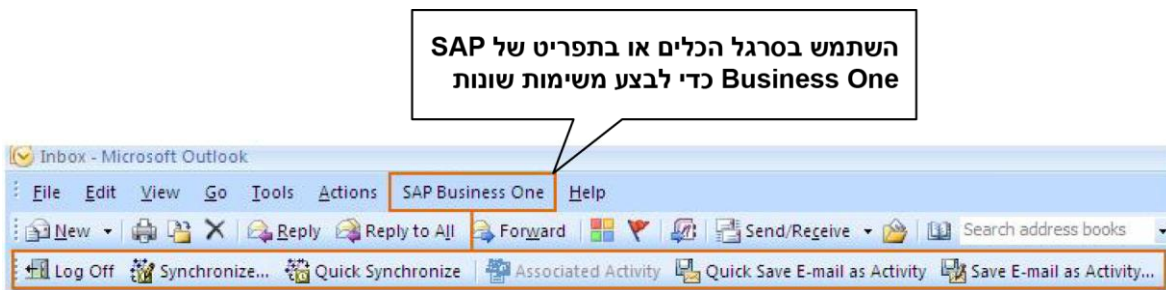 השתמש בסרגל הכלים או בתפריט של SAP
Business One כדי לבצע משימות שונות
Inbox - Microsoft Outlook
File Edit View Go Tools Actions SAP Business One Help
New Reply Reply to All Forward Send/Receive Search address books
Log Off Synchronize... Quick Synchronize Associated Activity Quick Save E-mail as Activity Save E-mail as Activity...